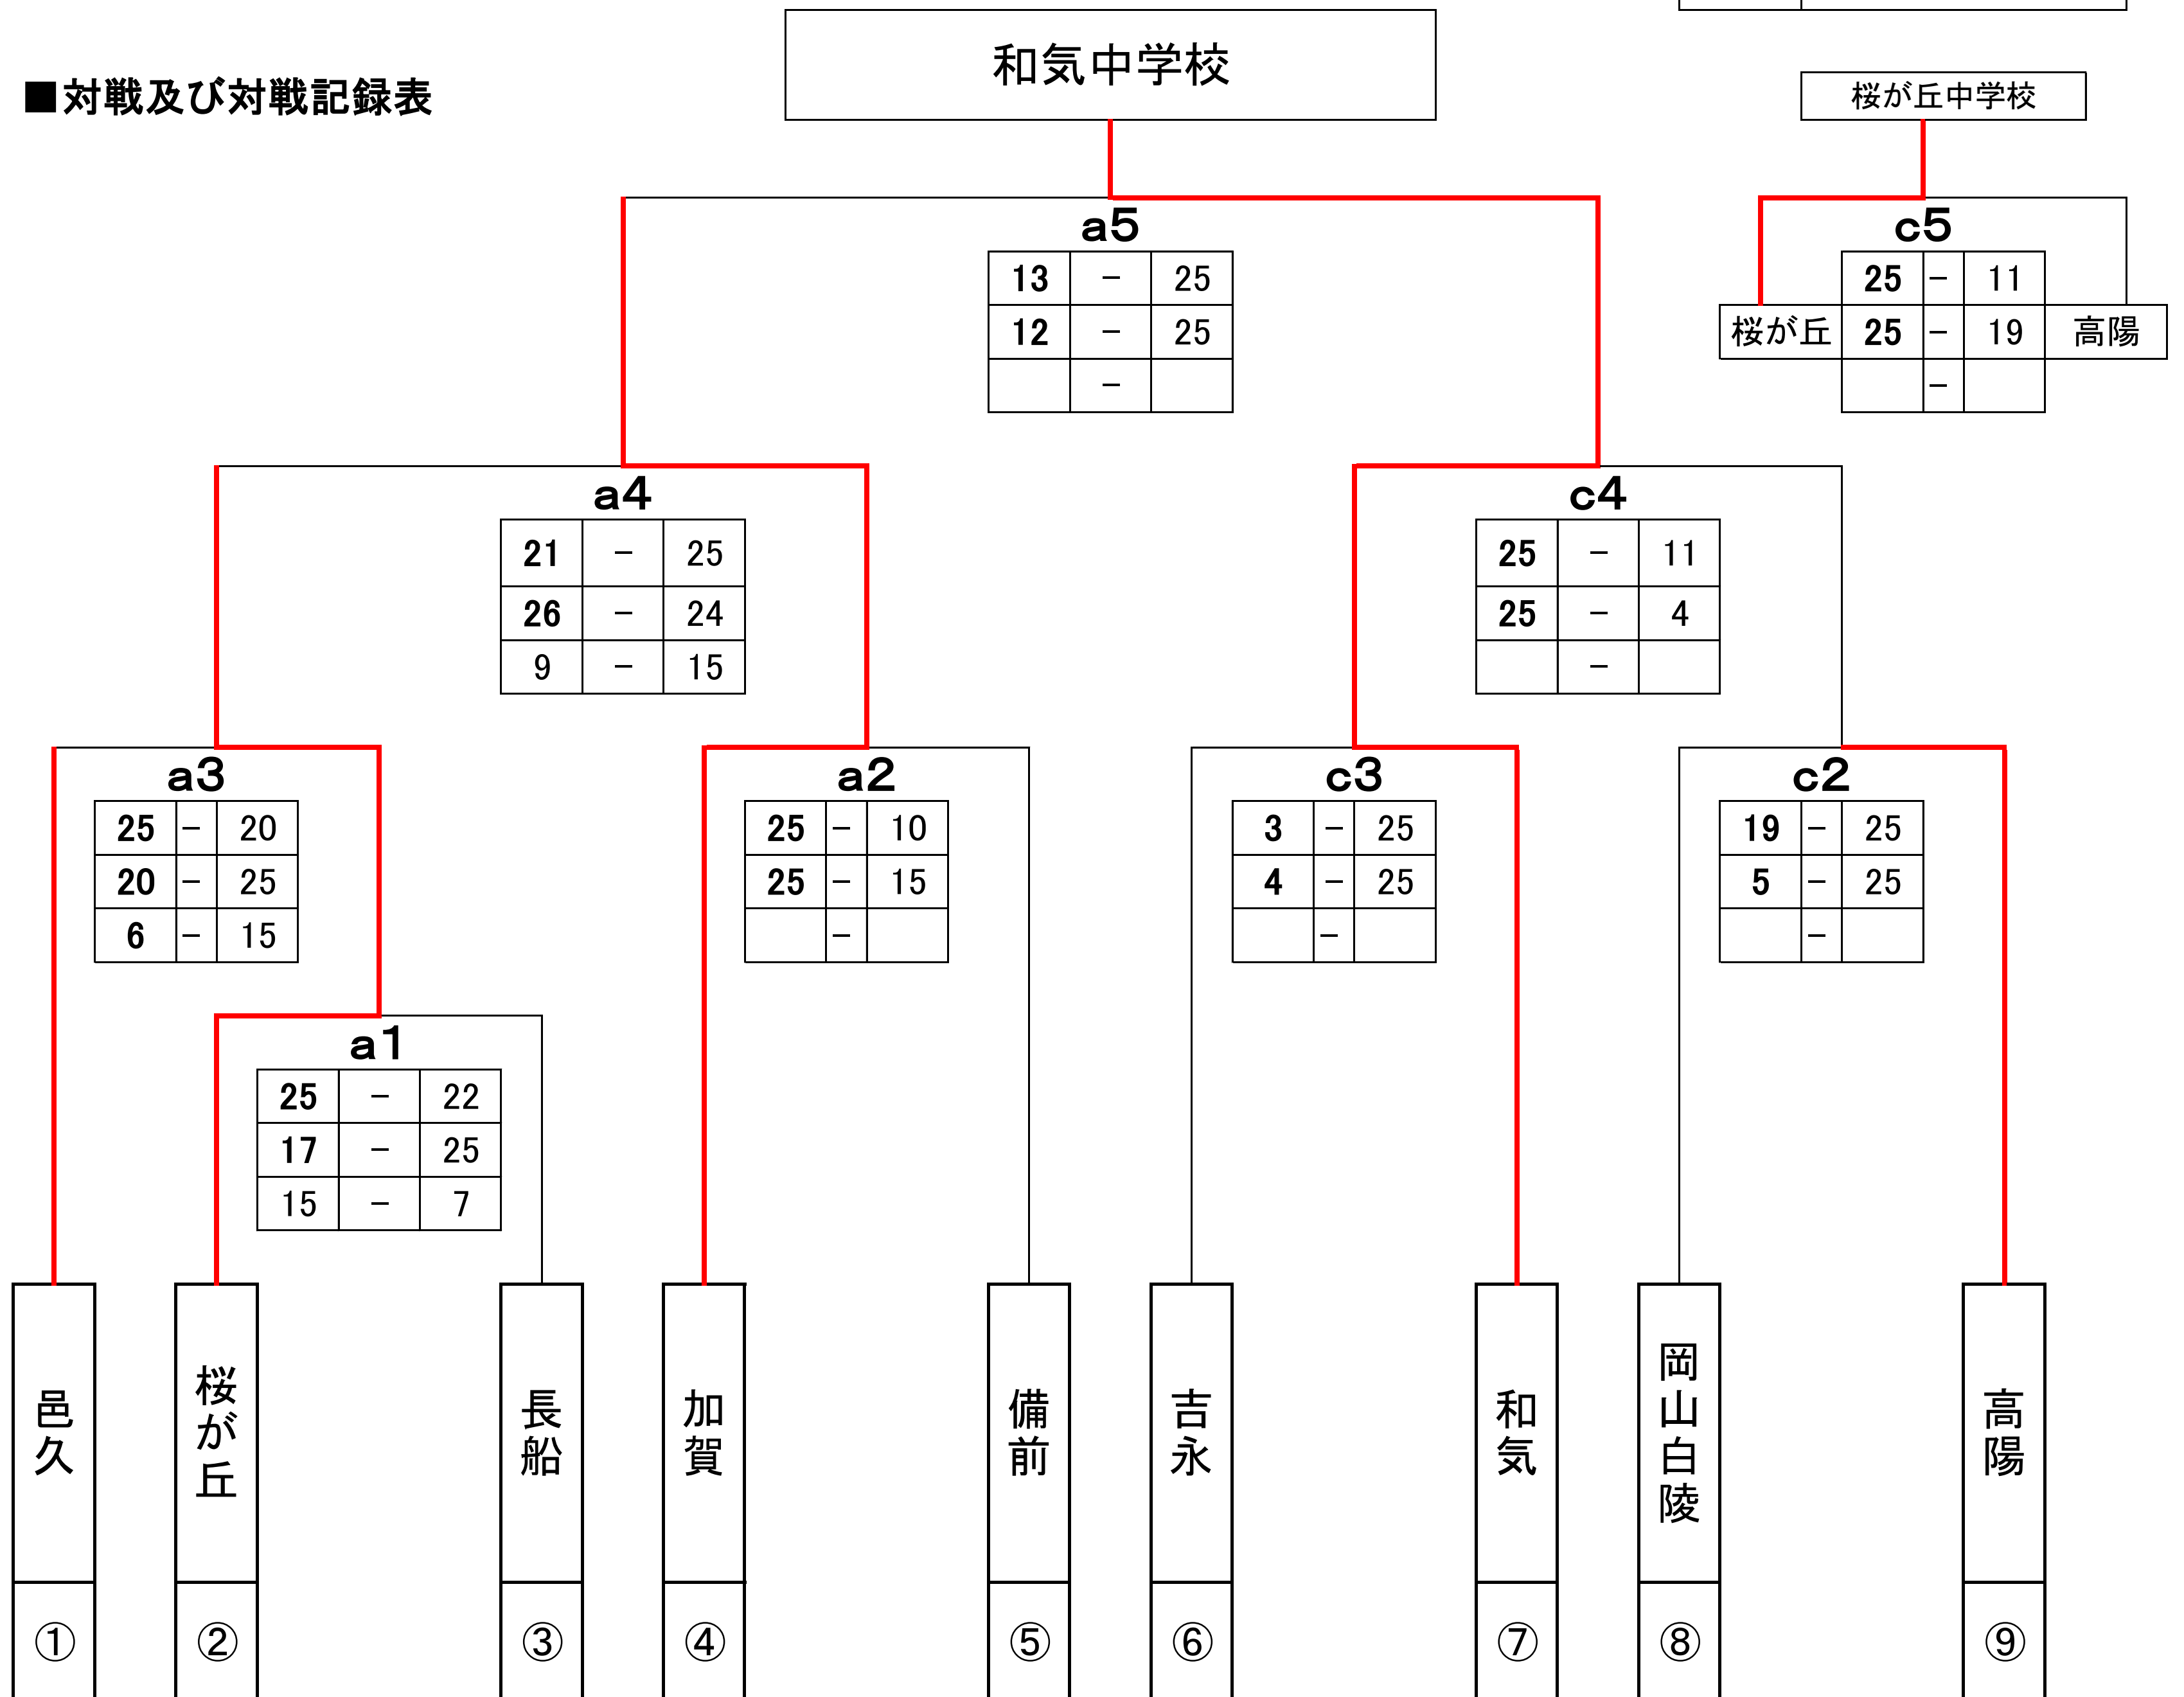 和気中学校
■対戦及び対戦記録表
桜が丘中学校
a5
13 - 25
12 - 25
-
c5
25 - 11
桜が丘 25 - 19 高陽
-
a4
21 - 25
26 - 24
9 - 15
c4
25 - 11
25 - 4
-
a3
25 - 20
20 - 25
6 - 15
a2
25 - 10
25 - 15
-
c3
3 - 25
4 - 25
-
c2
19 - 25
5 - 25
-
a1
25 - 22
17 - 25
15 - 7
邑久
桜が丘
長船
加賀
備前
吉永
和気
岡山白陵
高陽
① ② ③ ④ ⑤ ⑥ ⑦ ⑧ ⑨